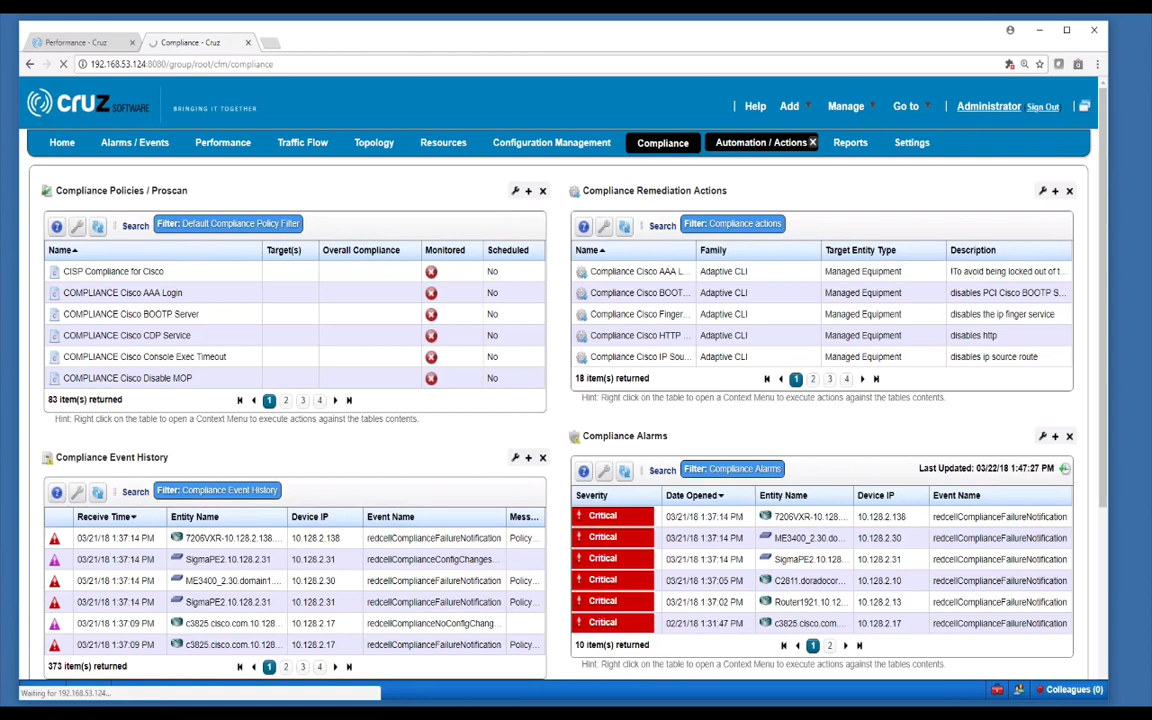 Performance - Cruz
Compliance - Cruz
192.168.53.124:8080/group/root/cfm/compliance
cruz SOFTWARE
BRINGING IT TOGETHER
Help Add Manage Go to Administrator (Sign Out)
Home Alarms / Events Performance Traffic Flow Topology Resources Configuration Management Compliance Automation / Actions Reports Settings
Compliance Policies / Proscan
Search Filter: Default Compliance Policy Filter
Name Target(s) Overall Compliance Monitored Scheduled
CISP Compliance for Cisco No
COMPLIANCE Cisco AAA Login No
COMPLIANCE Cisco BOOTP Server No
COMPLIANCE Cisco CDP Service No
COMPLIANCE Cisco Console Exec Timeout No
COMPLIANCE Cisco Disable MOP No
83 item(s) returned 1 2 3 4
Hint: Right click on the table to open a Context Menu to execute actions against the tables contents.
Compliance Remediation Actions
Search Filter: Compliance actions
Name Family Target Entity Type Description
Compliance Cisco AAA L... Adaptive CLI Managed Equipment !To avoid being locked out of t...
Compliance Cisco BOOT... Adaptive CLI Managed Equipment disables PCI Cisco BOOTP S...
Compliance Cisco Finger... Adaptive CLI Managed Equipment disables the ip finger service
Compliance Cisco HTTP ... Adaptive CLI Managed Equipment disables http
Compliance Cisco IP Sou... Adaptive CLI Managed Equipment disables ip source route
18 item(s) returned 1 2 3 4
Hint: Right click on the table to open a Context Menu to execute actions against the tables contents.
Compliance Event History
Search Filter: Compliance Event History
Receive Time Entity Name Device IP Event Name Mess...
03/21/18 1:37:14 PM 7206VXR-10.128.2.138.... 10.128.2.138 redcellComplianceFailureNotification Policy...
03/21/18 1:37:14 PM SigmaPE2.10.128.2.31 10.128.2.31 redcellComplianceConfigChanges...
03/21/18 1:37:14 PM ME3400_2.30.domain1.... 10.128.2.30 redcellComplianceFailureNotification Policy...
03/21/18 1:37:14 PM SigmaPE2.10.128.2.31 10.128.2.31 redcellComplianceFailureNotification Policy...
03/21/18 1:37:09 PM c3825.cisco.com.10.128... 10.128.2.17 redcellComplianceNoConfigChang...
03/21/18 1:37:09 PM c3825.cisco.com.10.128... 10.128.2.17 redcellComplianceFailureNotification Policy...
373 item(s) returned 1 2 3 4
Compliance Alarms
Search Filter: Compliance Alarms Last Updated: 03/22/18 1:47:27 PM
Severity Date Opened Entity Name Device IP Event Name
Critical 03/21/18 1:37:14 PM 7206VXR-10.128.... 10.128.2.138 redcellComplianceFailureNotification
Critical 03/21/18 1:37:14 PM ME3400_2.30.do... 10.128.2.30 redcellComplianceFailureNotification
Critical 03/21/18 1:37:14 PM SigmaPE2.10.128... 10.128.2.31 redcellComplianceFailureNotification
Critical 03/21/18 1:37:05 PM C2811.doradocor... 10.128.2.10 redcellComplianceFailureNotification
Critical 03/21/18 1:37:02 PM Router1921.10.12... 10.128.2.13 redcellComplianceFailureNotification
Critical 02/21/18 1:31:47 PM c3825.cisco.com.... 10.128.2.17 redcellComplianceFailureNotification
10 item(s) returned 1 2
Hint: Right click on the table to open a Context Menu to execute actions against the tables contents.
Waiting for 192.168.53.124...
Colleagues (0)